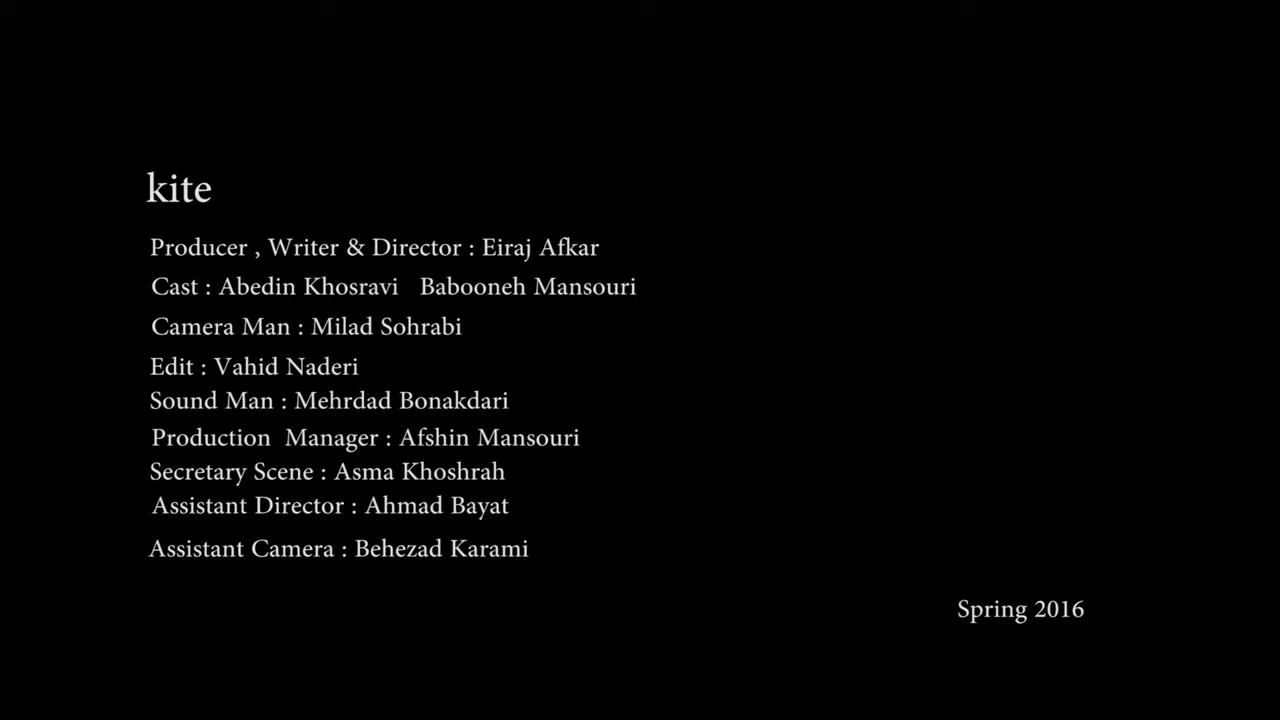 kite
Producer , Writer & Director : Eiraj Afkar
Cast : Abedin Khosravi   Babooneh Mansouri
Camera Man : Milad Sohrabi
Edit : Vahid Naderi
Sound Man : Mehrdad Bonakdari
Production  Manager : Afshin Mansouri
Secretary Scene : Asma Khoshrah
Assistant Director : Ahmad Bayat
Assistant Camera : Behezad Karami
Spring 2016